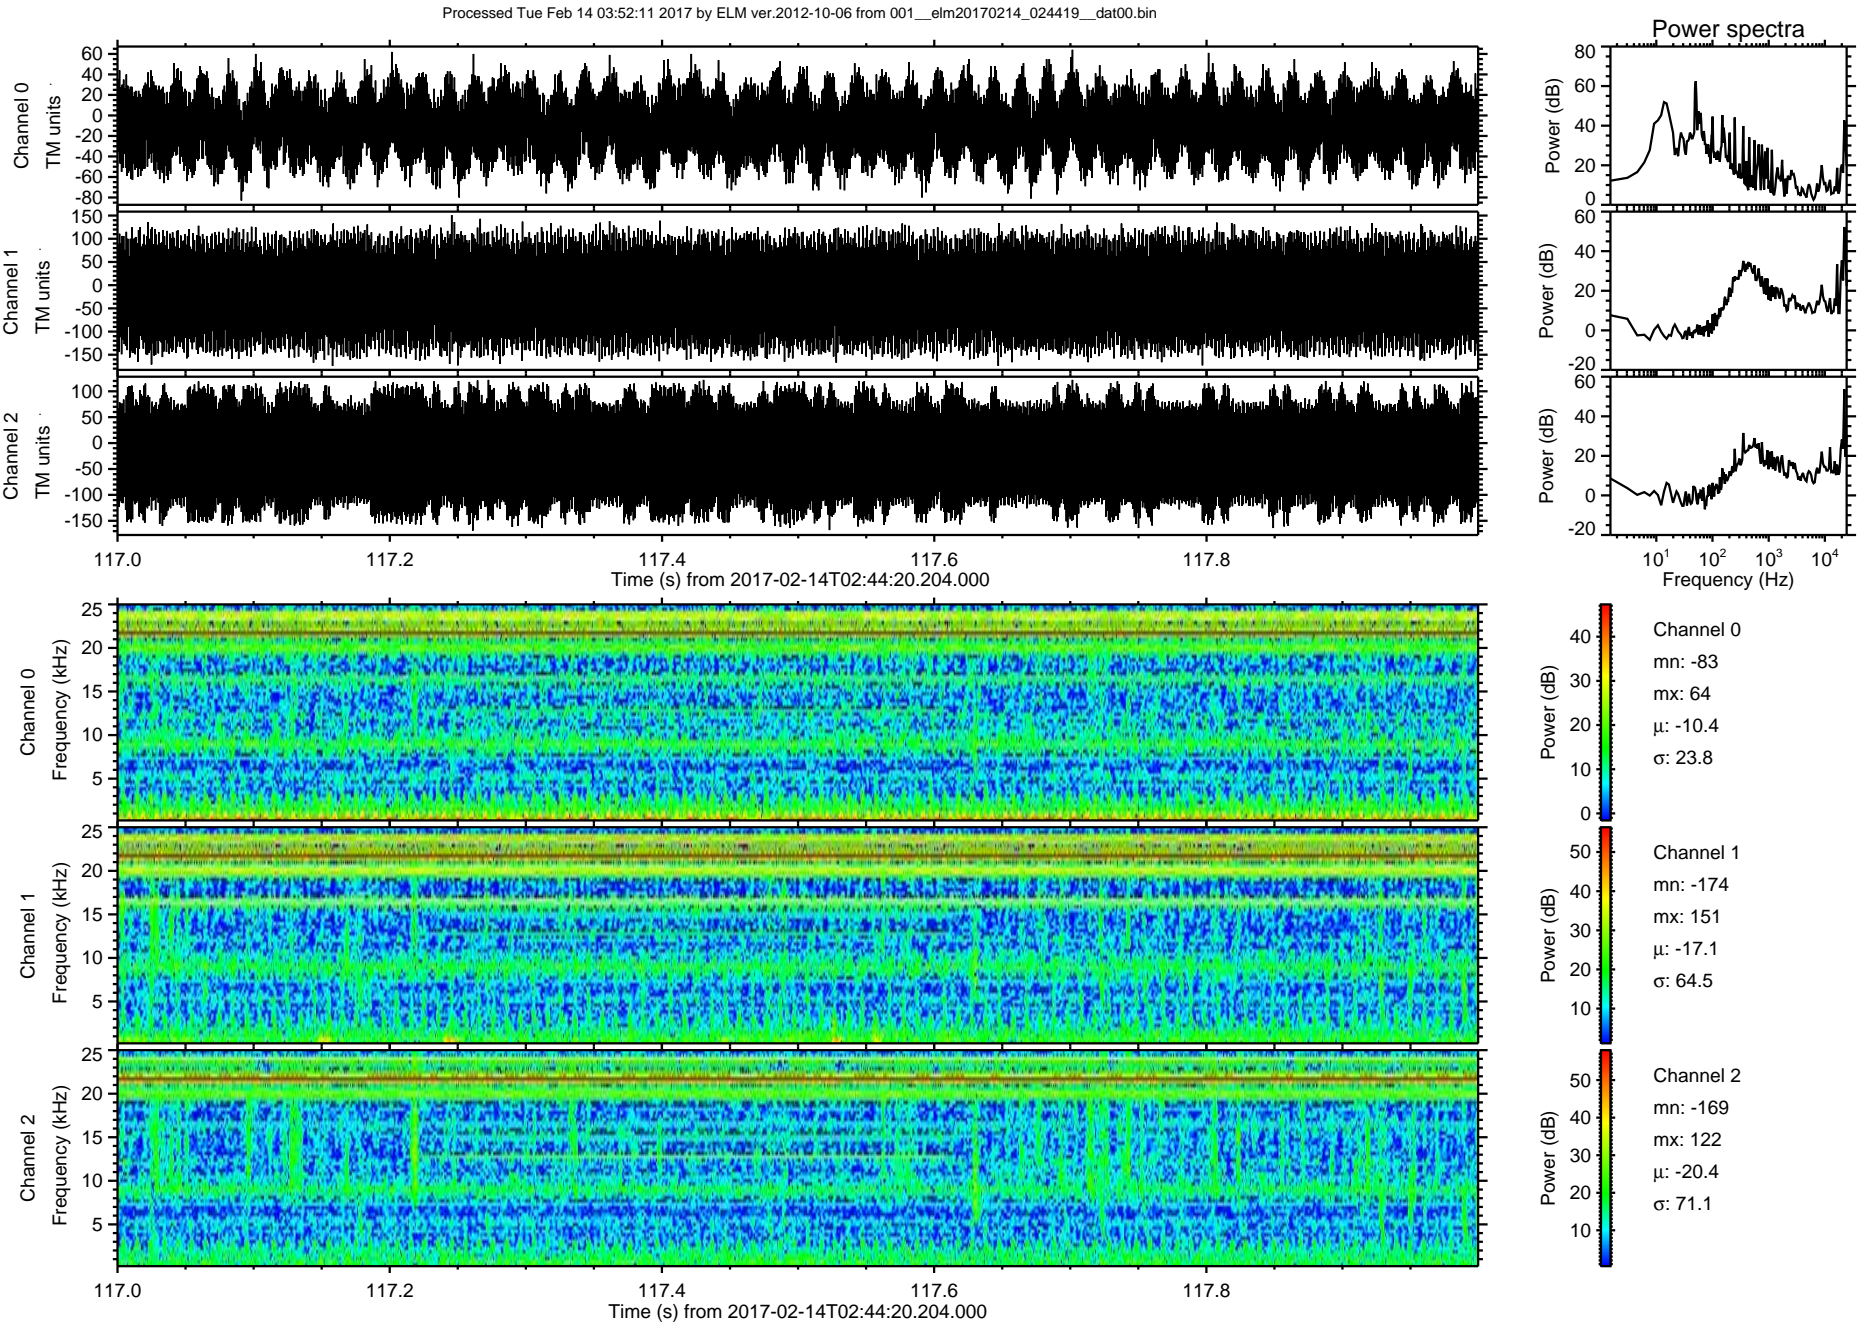 Processed Tue Feb 14 03:52:11 2017 by ELM ver.2012-10-06 from 001__elm20170214_024419__dat00.bin
Power spectra
Channel 0
TM units
60
40
20
0
-20
-40
-60
-80
Power (dB)
80
60
40
20
0
Channel 1
TM units
150
100
50
0
-50
-100
-150
Power (dB)
60
40
20
0
-20
Channel 2
TM units
100
50
0
-50
-100
-150
Power (dB)
60
40
20
0
-20
117.0 117.2 117.4 117.6 117.8
Time (s) from 2017-02-14T02:44:20.204.000
10¹ 10² 10³ 10⁴
Frequency (Hz)
Channel 0
Frequency (kHz)
25
20
15
10
5
Power (dB)
40
30
20
10
0
Channel 0
mn: -83
mx: 64
μ: -10.4
σ: 23.8
Channel 1
Frequency (kHz)
25
20
15
10
5
Power (dB)
50
40
30
20
10
Channel 1
mn: -174
mx: 151
μ: -17.1
σ: 64.5
Channel 2
Frequency (kHz)
25
20
15
10
5
Power (dB)
50
40
30
20
10
Channel 2
mn: -169
mx: 122
μ: -20.4
σ: 71.1
117.0 117.2 117.4 117.6 117.8
Time (s) from 2017-02-14T02:44:20.204.000